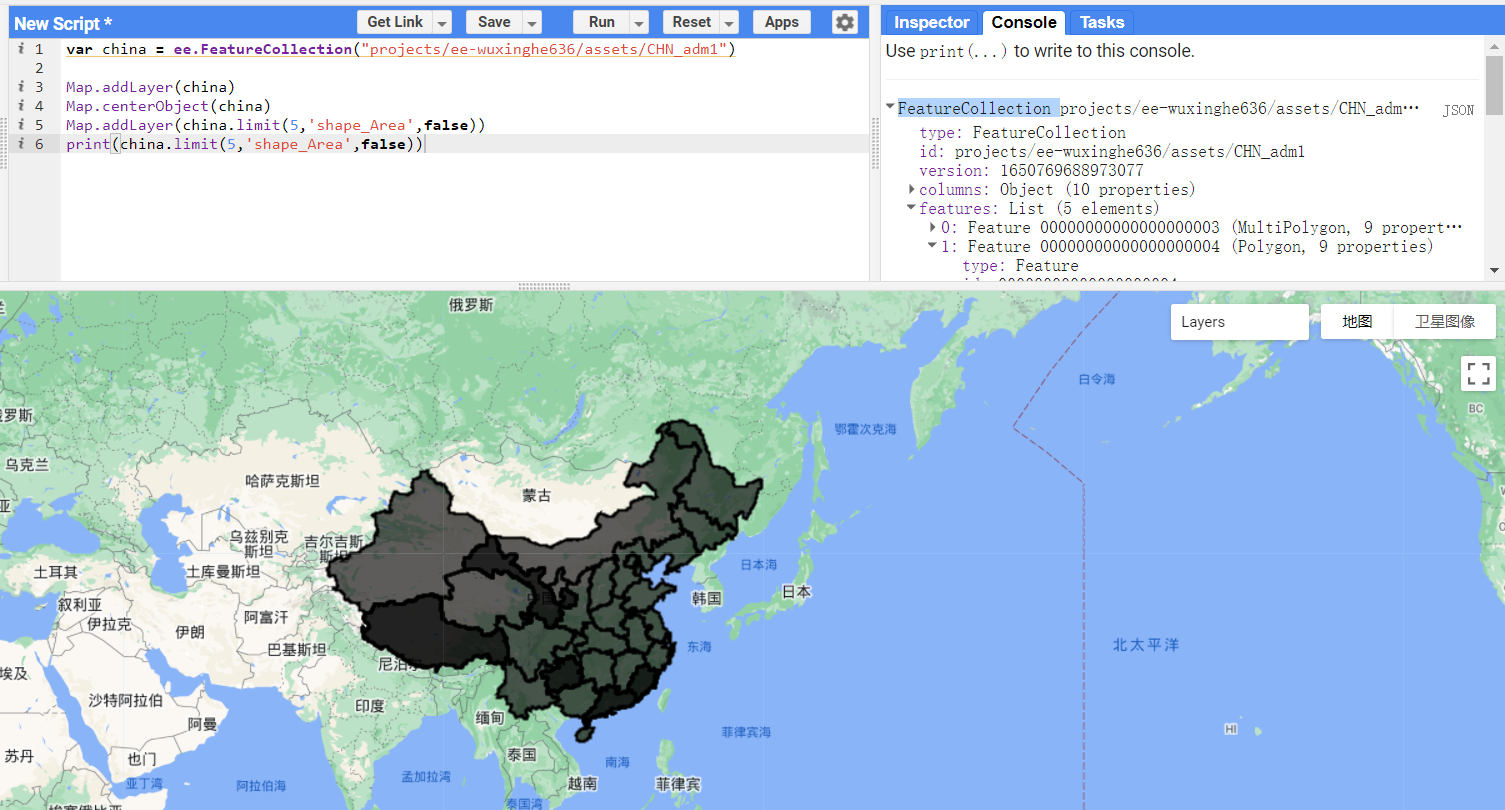 New Script *
Get Link
Save
Run
Reset
Apps
Inspector
Console
Tasks
i 1 var china = ee.FeatureCollection("projects/ee-wuxinghe636/assets/CHN_adm1")
2
i 3 Map.addLayer(china)
i 4 Map.centerObject(china)
i 5 Map.addLayer(china.limit(5,'shape_Area',false))
i 6 print(china.limit(5,'shape_Area',false))
Use print(...) to write to this console.
FeatureCollection projects/ee-wuxinghe636/assets/CHN_adm…
JSON
type: FeatureCollection
id: projects/ee-wuxinghe636/assets/CHN_adm1
version: 1650769688973077
columns: Object (10 properties)
features: List (5 elements)
0: Feature 00000000000000000003 (MultiPolygon, 9 propert…
1: Feature 00000000000000000004 (Polygon, 9 properties)
type: Feature
俄罗斯
Layers
地图
卫星图像
白令海
BC
罗斯
鄂霍次克海
乌克兰
哈萨克斯坦
蒙古
乌兹别克
斯坦
吉尔吉斯
斯坦
土耳其
土库曼斯坦
日本海
叙利亚
韩国
日本
伊拉克
阿富汗
伊朗
巴基斯坦
东海
北太平洋
尼泊尔
埃及
沙特阿拉伯
印度
阿曼
缅甸
菲律宾海
HI
苏丹
也门
泰国
南海
亚丁湾
阿拉伯海
孟加拉湾
越南
菲律宾
泰国湾
埃塞俄比亚